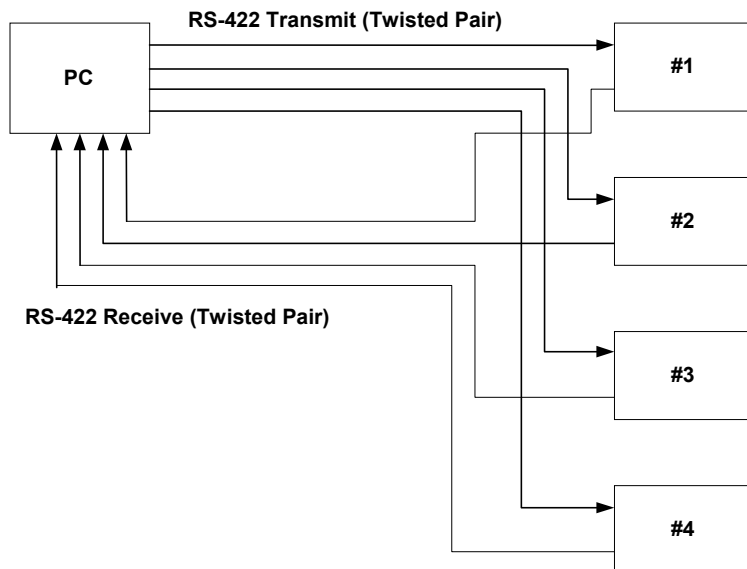 RS-422 Transmit (Twisted Pair)
PC
#1
#2
RS-422 Receive (Twisted Pair)
#3
#4